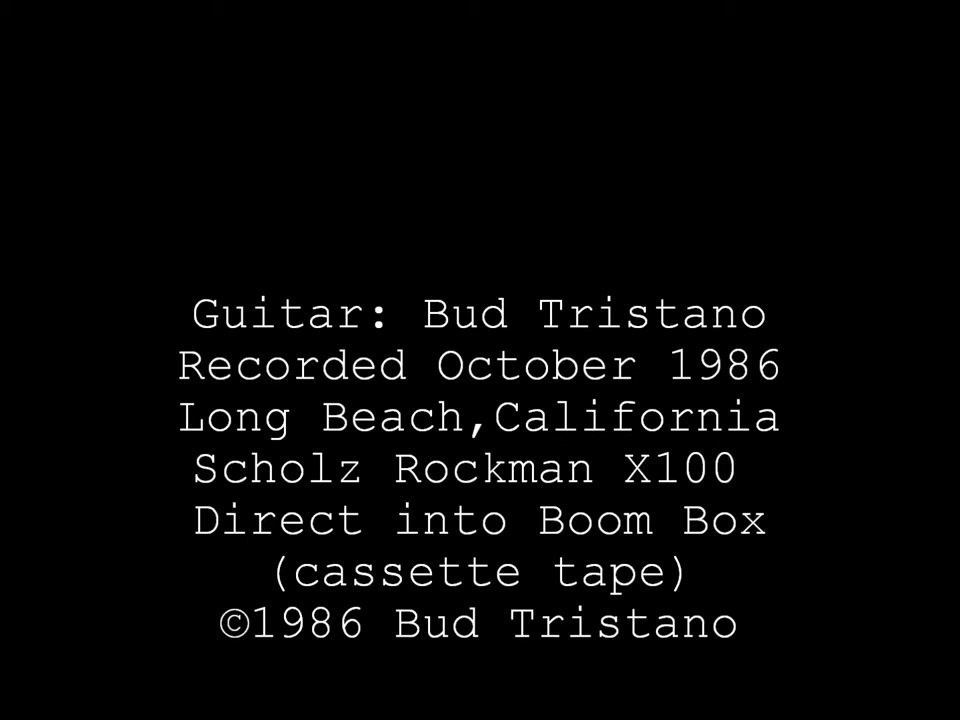 Guitar: Bud Tristano
Recorded October 1986
Long Beach,California
Scholz Rockman X100
Direct into Boom Box
(cassette tape)
©1986 Bud Tristano